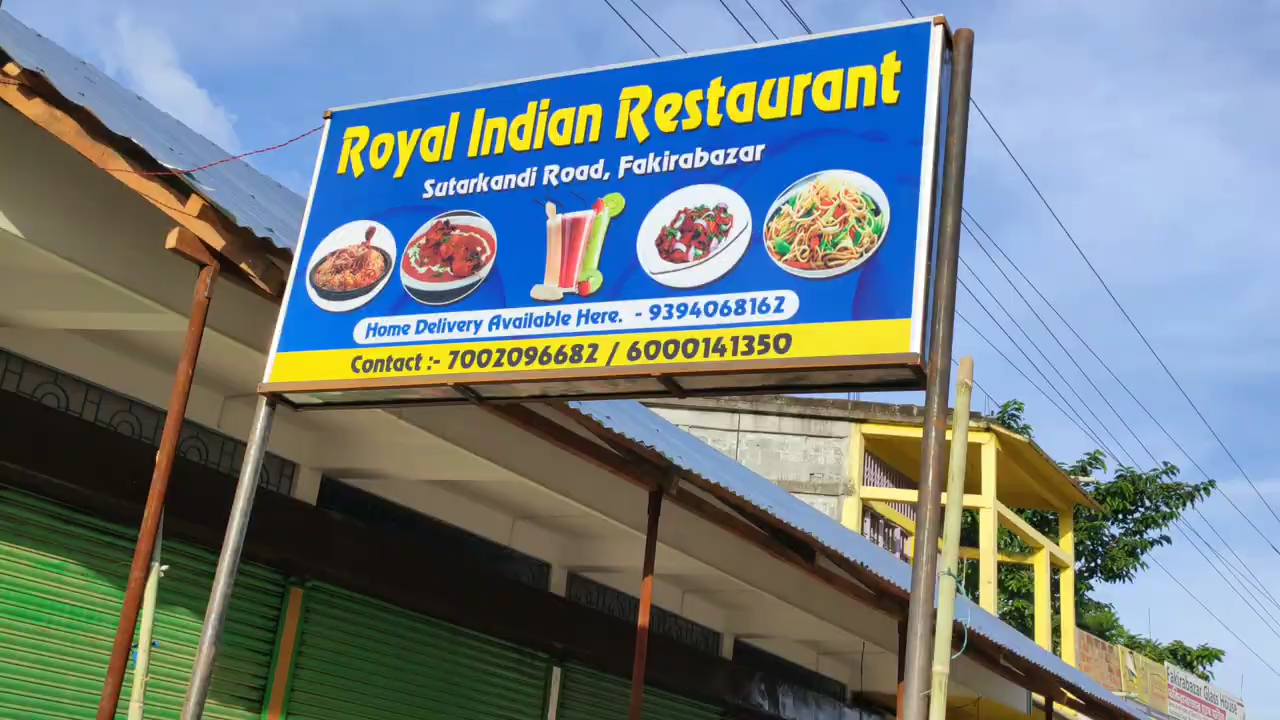 Royal Indian Restaurant
Sutarkandi Road, Fakirabazar
Home Delivery Available Here. - 9394068162
Contact :- 7002096682 / 6000141350
Fakirabazar Glass House